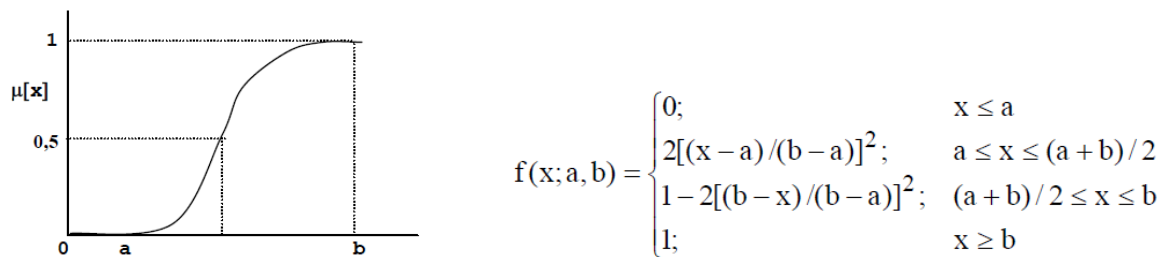 1
μ[x]
0,5
0 a b
f(x;a,b) =
0; x ≤ a
2[(x − a)/(b − a)]²; a ≤ x ≤ (a + b)/2
1 − 2[(b − x)/(b − a)]²; (a + b)/2 ≤ x ≤ b
1; x ≥ b